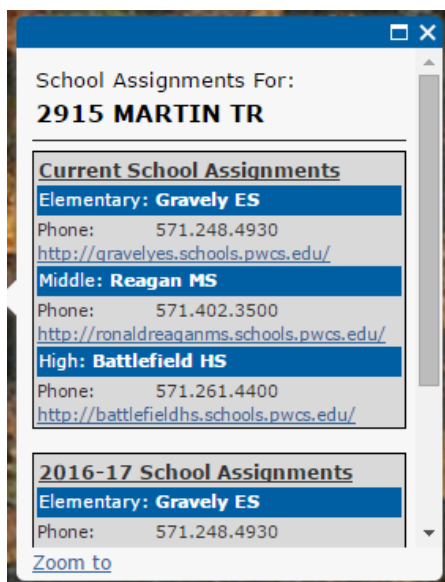 School Assignments For:
2915 MARTIN TR
Current School Assignments
Elementary: Gravely ES
Phone: 571.248.4930
http://gravelyes.schools.pwcs.edu/
Middle: Reagan MS
Phone: 571.402.3500
http://ronaldreaganms.schools.pwcs.edu/
High: Battlefield HS
Phone: 571.261.4400
http://battlefieldhs.schools.pwcs.edu/
2016-17 School Assignments
Elementary: Gravely ES
Phone: 571.248.4930
Zoom to